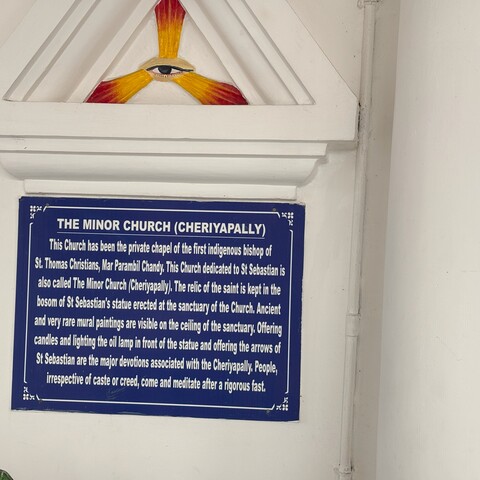 THE MINOR CHURCH (CHERIYAPALLY)
This Church has been the private chapel of the first indigenous bishop of
St. Thomas Christians, Mar Parambil Chandy. This Church dedicated to St Sebastian is
also called The Minor Church (Cheriyapally). The relic of the saint is kept in the
bosom of St Sebastian's statue erected at the sanctuary of the Church. Ancient
and very rare mural paintings are visible on the ceiling of the sanctuary. Offering
candles and lighting the oil lamp in front of the statue and offering the arrows of
St Sebastian are the major devotions associated with the Cheriyapally. People,
irrespective of caste or creed, come and meditate after a rigorous fast.